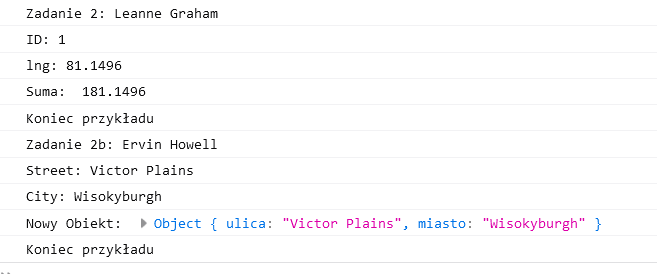 Zadanie 2: Leanne Graham
ID: 1
lng: 81.1496
Suma:  181.1496
Koniec przykładu
Zadanie 2b: Ervin Howell
Street: Victor Plains
City: Wisokyburgh
Nowy Obiekt:  ▶ Object { ulica: "Victor Plains", miasto: "Wisokyburgh" }
Koniec przykładu